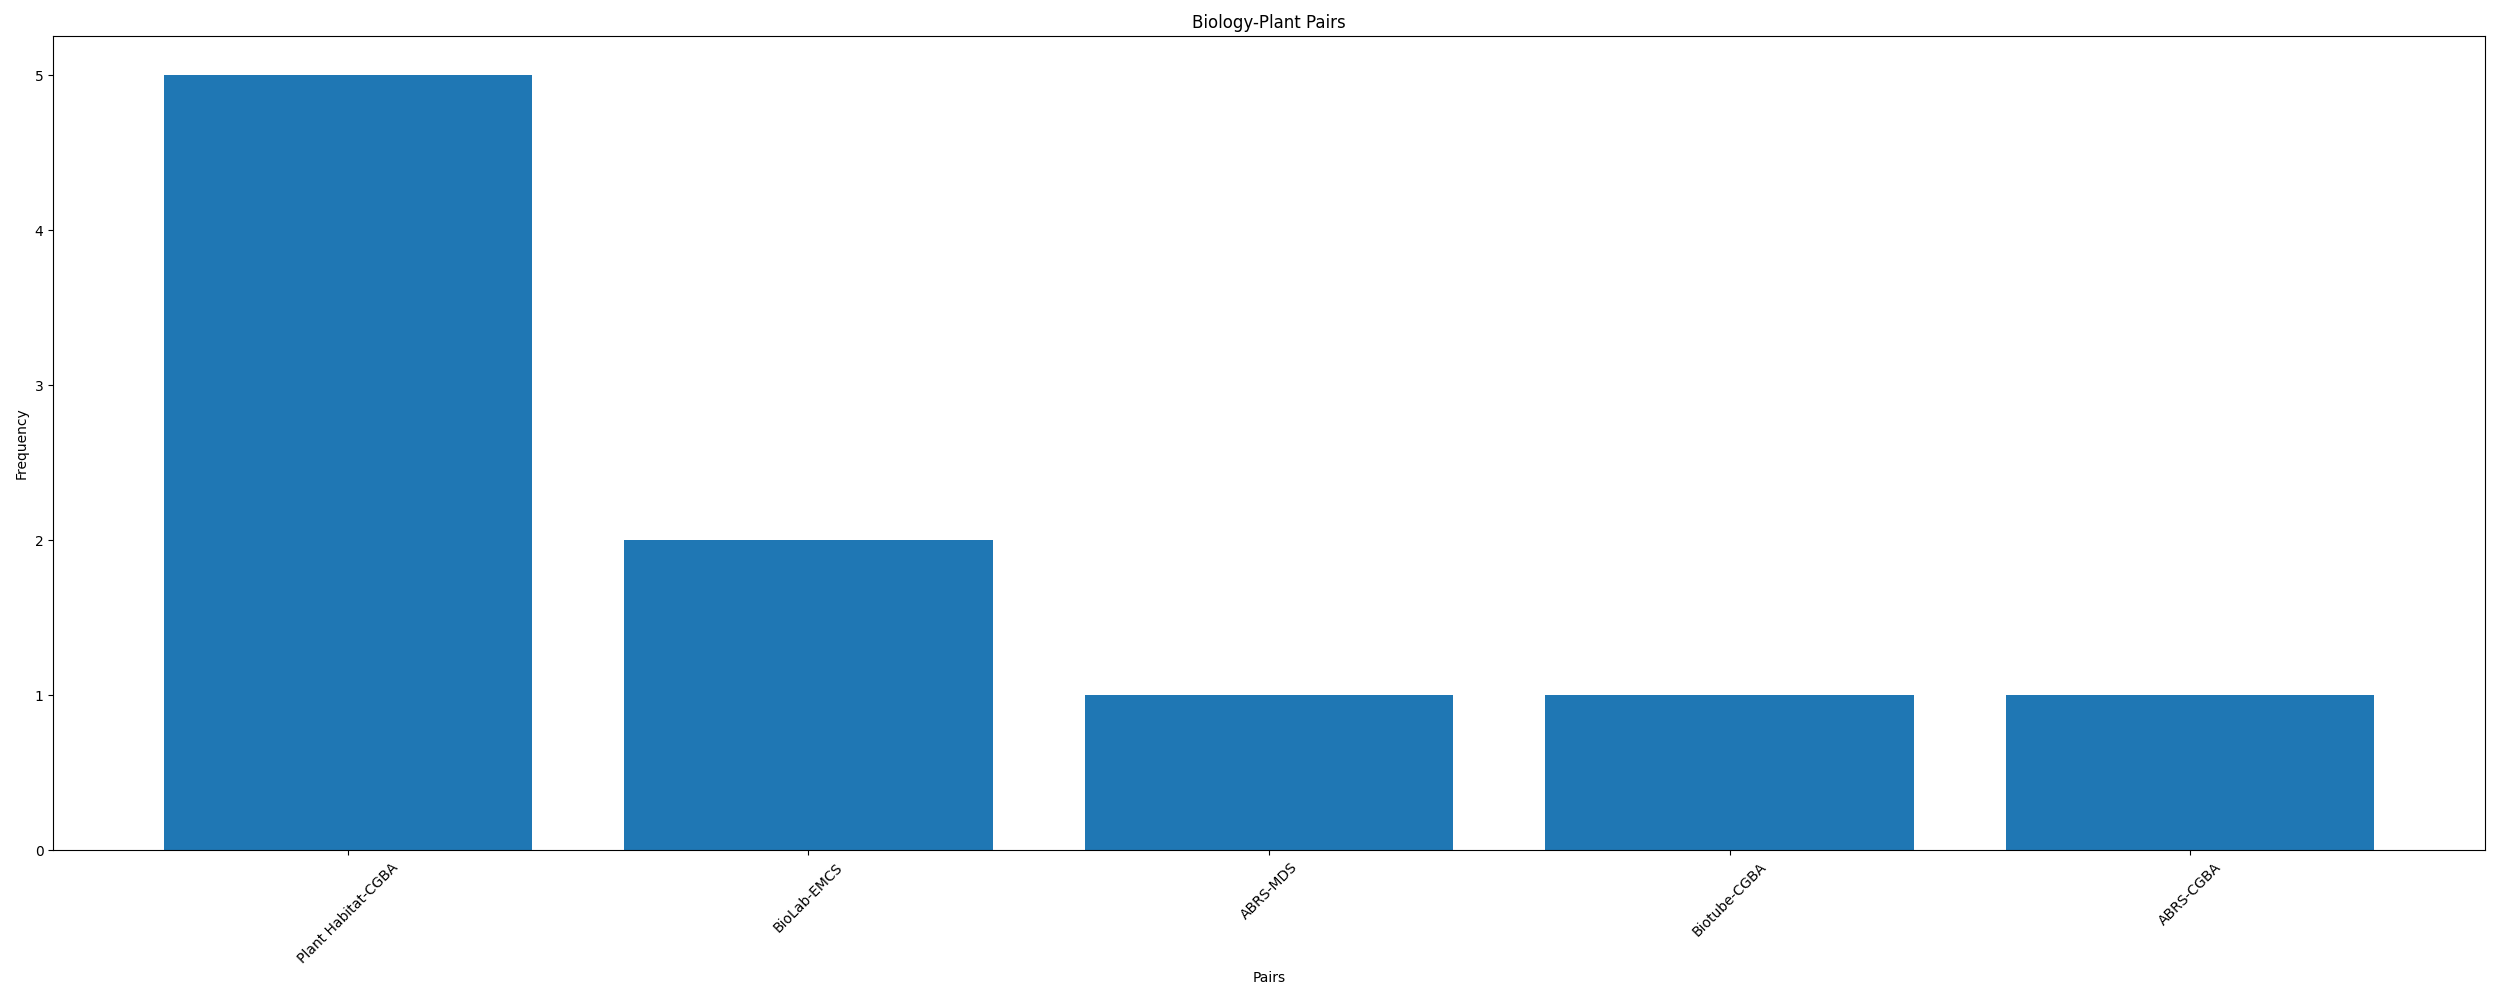 Biology-Plant Pairs
5
4
3
2
1
0
Frequency
Plant Habitat-CGBA
BioLab-EMCS
ABRS-MDS
Biotube-CGBA
ABRS-CGBA
Pairs